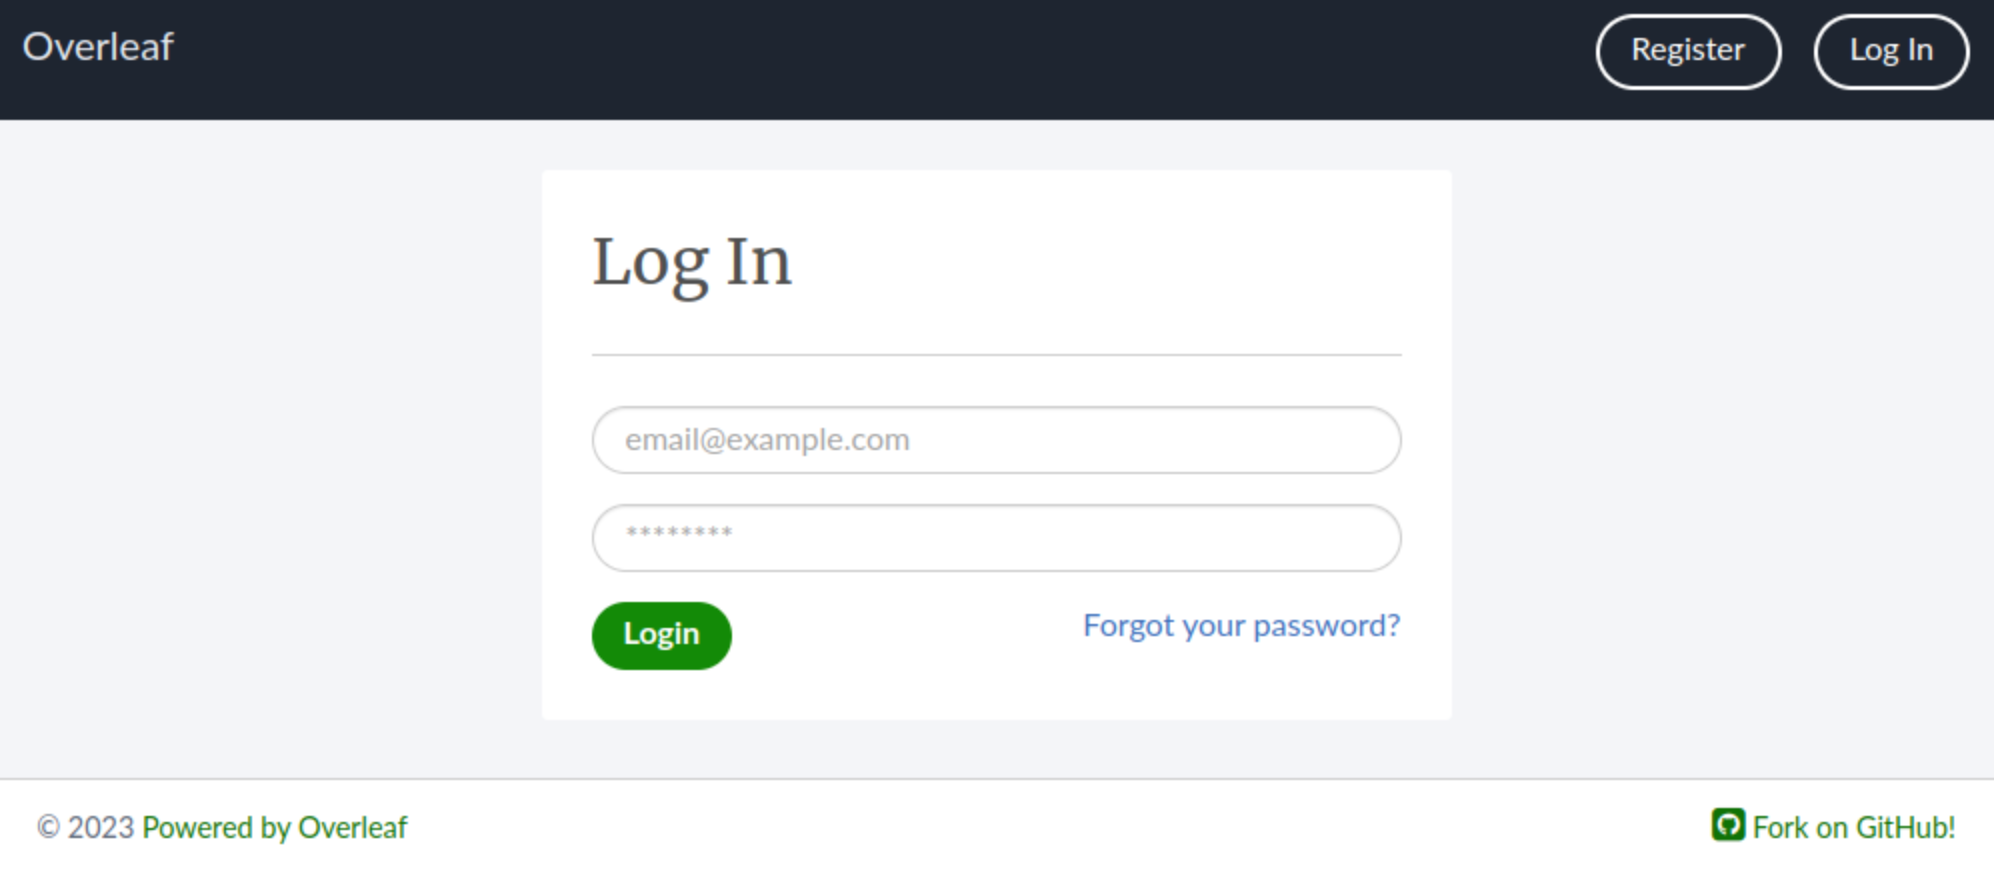 Overleaf
Register
Log In
Log In
email@example.com
********
Login
Forgot your password?
© 2023 Powered by Overleaf
Fork on GitHub!